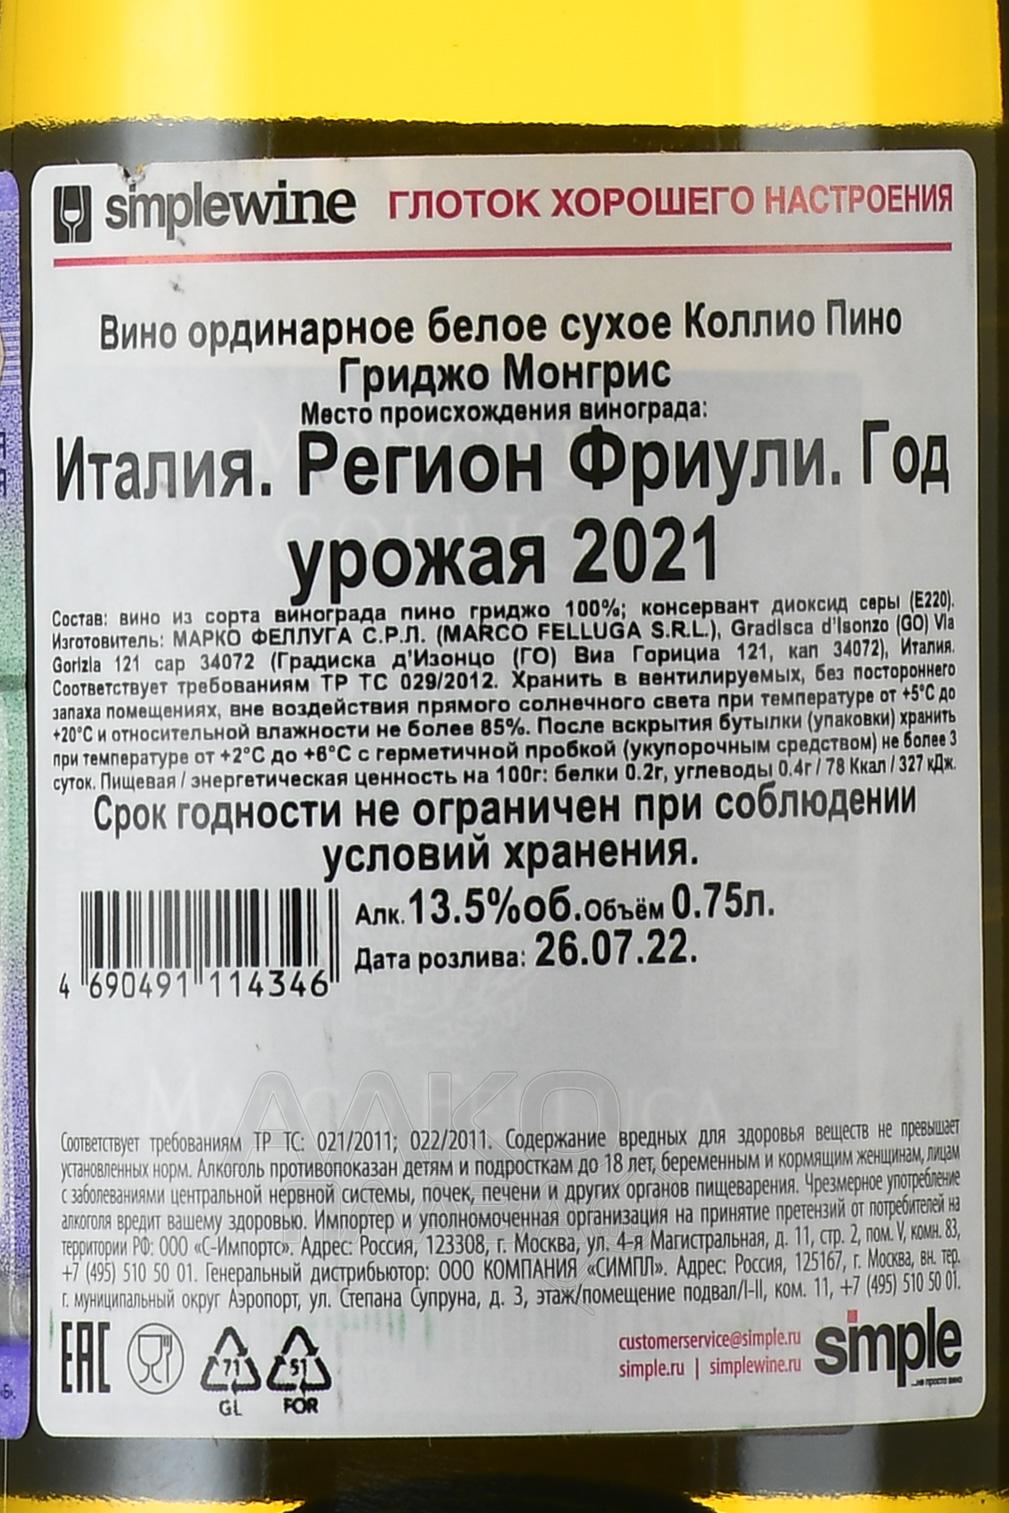 simplewine ГЛОТОК ХОРОШЕГО НАСТРОЕНИЯ
Вино ординарное белое сухое Коллио Пино
Гриджо Монгрис
Место происхождения винограда:
Италия. Регион Фриули. Год
урожая 2021
Состав: вино из сорта винограда пино гриджо 100%; консервант диоксид серы (E220).
Изготовитель: МАРКО ФЕЛЛУГА С.Р.Л. (MARCO FELLUGA S.R.L.), Gradisca d'Isonzo (GO) Via
Gorizia 121 cap 34072 (Градиска д'Изонцо (ГО) Виа Горициа 121, кап 34072), Италия.
Соответствует требованиям ТР ТС 029/2012. Хранить в вентилируемых, без постороннего
запаха помещениях, вне воздействия прямого солнечного света при температуре от +5°С до
+20°С и относительной влажности не более 85%. После вскрытия бутылки (упаковки) хранить
при температуре от +2°С до +6°С с герметичной пробкой (укупорочным средством) не более 3
суток. Пищевая / энергетическая ценность на 100г: белки 0.2г, углеводы 0.4г / 78 Ккал / 327 кДж.
Срок годности не ограничен при соблюдении
условий хранения.
Алк. 13.5%об. Объём 0.75л.
Дата розлива: 26.07.22.
4 690491 114346
АЛКО
ПЛАНЕТА
Соответствует требованиям ТР ТС: 021/2011; 022/2011. Содержание вредных для здоровья веществ не превышает
установленных норм. Алкоголь противопоказан детям и подросткам до 18 лет, беременным и кормящим женщинам, лицам
с заболеваниями центральной нервной системы, почек, печени и других органов пищеварения. Чрезмерное употребление
алкоголя вредит вашему здоровью. Импортер и уполномоченная организация на принятие претензий от потребителей на
территории РФ: ООО «С-Импортс». Адрес: Россия, 123308, г. Москва, ул. 4-я Магистральная, д. 11, стр. 2, пом. V, комн. 83,
+7 (495) 510 50 01. Генеральный дистрибьютор: ООО КОМПАНИЯ «СИМПЛ». Адрес: Россия, 125167, г. Москва, вн. тер.
г. муниципальный округ Аэропорт, ул. Степана Супруна, д. 3, этаж/помещение подвал/I-II, ком. 11, +7 (495) 510 50 01.
EAC
71
GL
51
FOR
customerservice@simple.ru
simple.ru | simplewine.ru
simple
...не просто вино